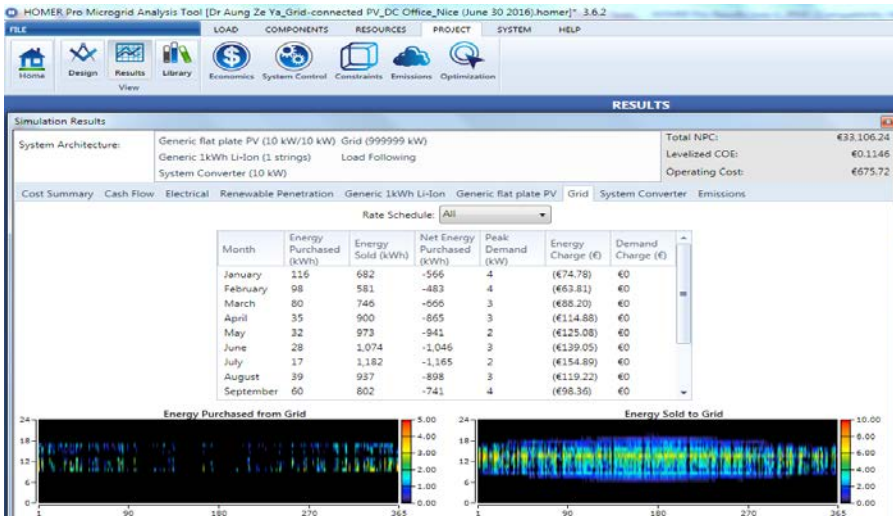 HOMER Pro Microgrid Analysis Tool [Dr Aung Ze Ya_Grid-connected PV_DC Office_Nice (June 30 2016).homer]* 3.6.2
FILE LOAD COMPONENTS RESOURCES PROJECT SYSTEM HELP
Home Design Results Library Economics System Control Constraints Emissions Optimization
View
RESULTS
Simulation Results
System Architecture: Generic flat plate PV (10 kW/10 kW) Grid (999999 kW) Total NPC: €33,106.24
Generic 1kWh Li-Ion (1 strings) Load Following Levelized COE: €0.1146
System Converter (10 kW) Operating Cost: €675.72
Cost Summary Cash Flow Electrical Renewable Penetration Generic 1kWh Li-Ion Generic flat plate PV Grid System Converter Emissions
Rate Schedule: All
Month Energy Purchased (kWh) Energy Sold (kWh) Net Energy Purchased (kWh) Peak Demand (kW) Energy Charge (€) Demand Charge (€)
January 116 682 -566 4 (€74.78) €0
February 98 581 -483 4 (€63.81) €0
March 80 746 -666 3 (€88.20) €0
April 35 900 -865 3 (€114.88) €0
May 32 973 -941 2 (€125.08) €0
June 28 1,074 -1,046 3 (€139.05) €0
July 17 1,182 -1,165 2 (€154.89) €0
August 39 937 -898 3 (€119.22) €0
September 60 802 -741 4 (€98.36) €0
Energy Purchased from Grid Energy Sold to Grid
24 5.00 24 10.00
18 4.00 18 8.00
12 3.00 12 6.00
2.00 4.00
6 1.00 6 2.00
0 0.00 0 0.00
1 90 180 270 365 1 90 180 270 365